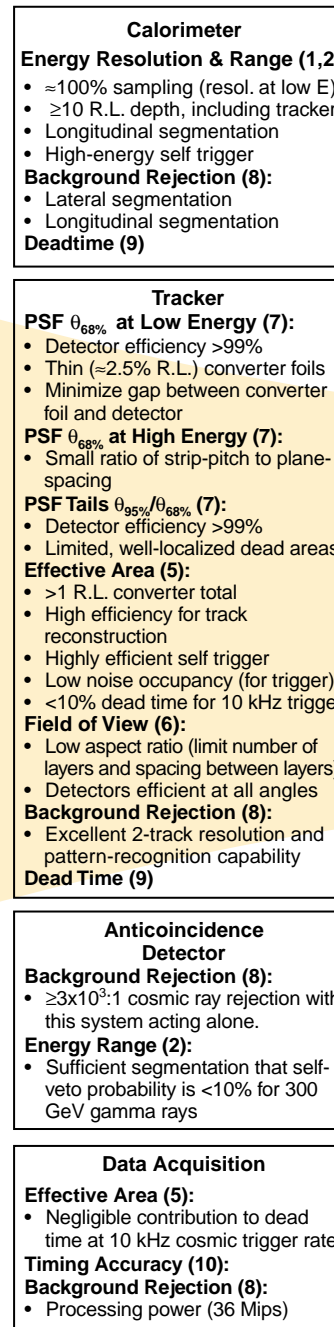 Calorimeter
Energy Resolution & Range (1,2
• ≈100% sampling (resol. at low E)
• ≥10 R.L. depth, including tracker
• Longitudinal segmentation
• High-energy self trigger
Background Rejection (8):
• Lateral segmentation
• Longitudinal segmentation
Deadtime (9)
Tracker
PSF θ68% at Low Energy (7):
• Detector efficiency >99%
• Thin (≈2.5% R.L.) converter foils
• Minimize gap between converter
foil and detector
PSF θ68% at High Energy (7):
• Small ratio of strip-pitch to plane-
spacing
PSF Tails θ95%/θ68% (7):
• Detector efficiency >99%
• Limited, well-localized dead areas
Effective Area (5):
• >1 R.L. converter total
• High efficiency for track
reconstruction
• Highly efficient self trigger
• Low noise occupancy (for trigger)
• <10% dead time for 10 kHz trigge
Field of View (6):
• Low aspect ratio (limit number of
layers and spacing between layers)
• Detectors efficient at all angles
Background Rejection (8):
• Excellent 2-track resolution and
pattern-recognition capability
Dead Time (9)
Anticoincidence
Detector
Background Rejection (8):
• ≥3x10³:1 cosmic ray rejection with
this system acting alone.
Energy Range (2):
• Sufficient segmentation that self-
veto probability is <10% for 300
GeV gamma rays
Data Acquisition
Effective Area (5):
• Negligible contribution to dead
time at 10 kHz cosmic trigger rate
Timing Accuracy (10):
Background Rejection (8):
• Processing power (36 Mips)